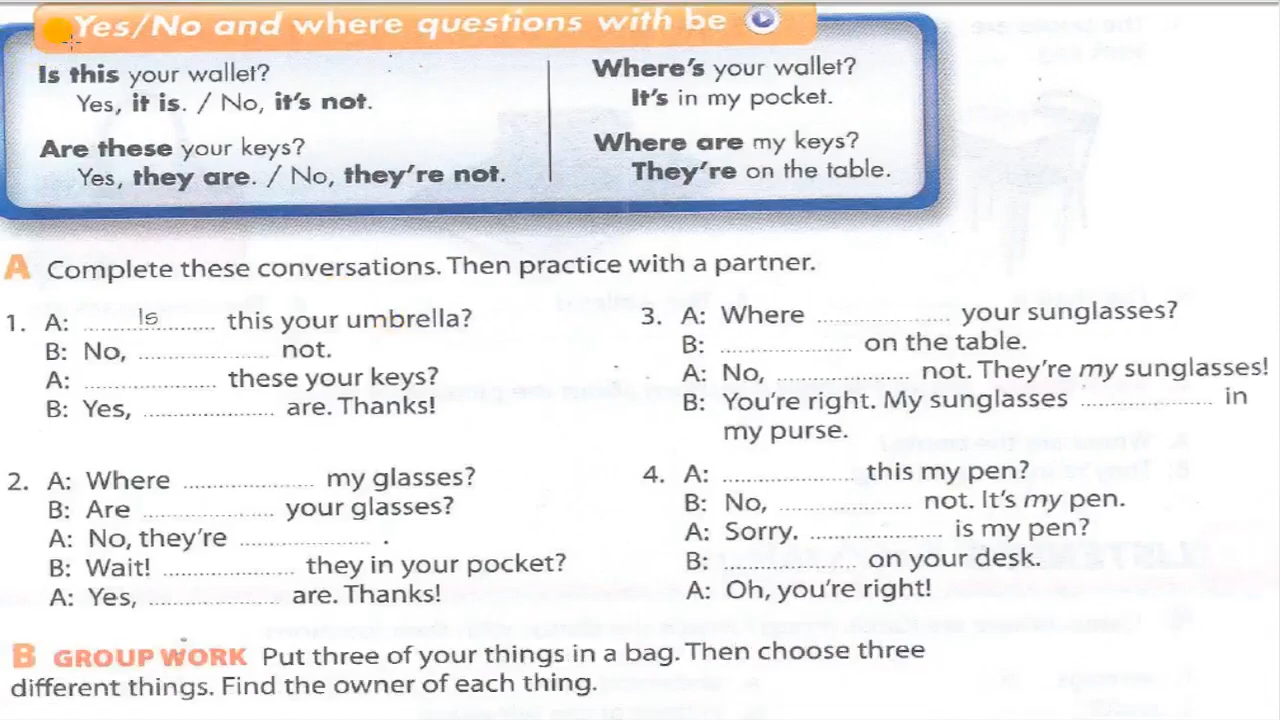 Yes/No and where questions with be
Is this your wallet?
Yes, it is. / No, it's not.
Are these your keys?
Yes, they are. / No, they're not.
Where's your wallet?
It's in my pocket.
Where are my keys?
They're on the table.
A Complete these conversations. Then practice with a partner.
1. A: ....Is.... this your umbrella?
B: No, ............ not.
A: ............ these your keys?
B: Yes, ............ are. Thanks!
2. A: Where ............ my glasses?
B: Are ............ your glasses?
A: No, they're ............ .
B: Wait! ............ they in your pocket?
A: Yes, ............ are. Thanks!
3. A: Where ............ your sunglasses?
B: ............ on the table.
A: No, ............ not. They're my sunglasses!
B: You're right. My sunglasses ............ in
my purse.
4. A: ............ this my pen?
B: No, ............ not. It's my pen.
A: Sorry. ............ is my pen?
B: ............ on your desk.
A: Oh, you're right!
B GROUP WORK Put three of your things in a bag. Then choose three
different things. Find the owner of each thing.